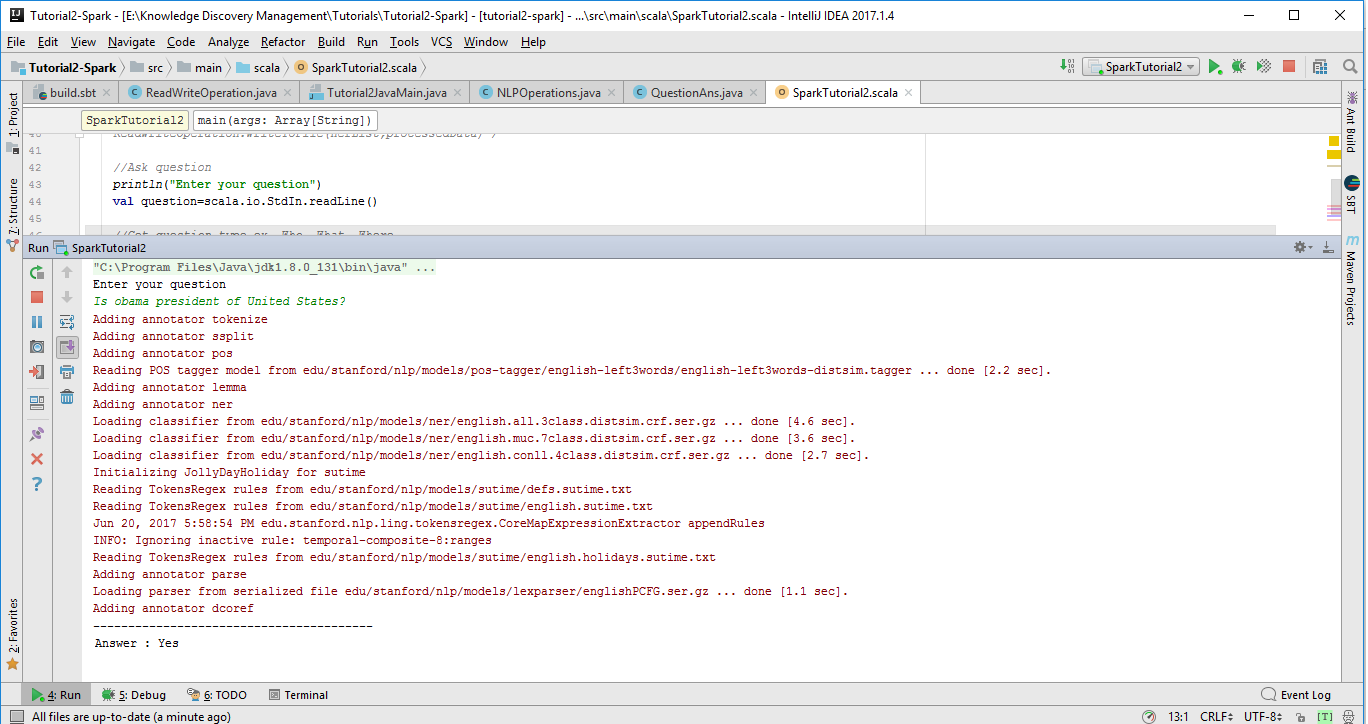 Tutorial2-Spark - [E:\Knowledge Discovery Management\Tutorials\Tutorial2-Spark] - [tutorial2-spark] - ...\src\main\scala\SparkTutorial2.scala - IntelliJ IDEA 2017.1.4
File Edit View Navigate Code Analyze Refactor Build Run Tools VCS Window Help
Tutorial2-Spark src main scala SparkTutorial2.scala SparkTutorial2
build.sbt ReadWriteOperation.java Tutorial2JavaMain.java NLPOperations.java QuestionAns.java SparkTutorial2.scala
SparkTutorial2 main(args: Array[String])
1: Project
7: Structure
2: Favorites
Ant Build
SBT
Maven Projects
41
42 //Ask question
43 println("Enter your question")
44 val question=scala.io.StdIn.readLine()
45
Run SparkTutorial2
"C:\Program Files\Java\jdk1.8.0_131\bin\java" ...
Enter your question
Is obama president of United States?
Adding annotator tokenize
Adding annotator ssplit
Adding annotator pos
Reading POS tagger model from edu/stanford/nlp/models/pos-tagger/english-left3words/english-left3words-distsim.tagger ... done [2.2 sec].
Adding annotator lemma
Adding annotator ner
Loading classifier from edu/stanford/nlp/models/ner/english.all.3class.distsim.crf.ser.gz ... done [4.6 sec].
Loading classifier from edu/stanford/nlp/models/ner/english.muc.7class.distsim.crf.ser.gz ... done [3.6 sec].
Loading classifier from edu/stanford/nlp/models/ner/english.conll.4class.distsim.crf.ser.gz ... done [2.7 sec].
Initializing JollyDayHoliday for sutime
Reading TokensRegex rules from edu/stanford/nlp/models/sutime/defs.sutime.txt
Reading TokensRegex rules from edu/stanford/nlp/models/sutime/english.sutime.txt
Jun 20, 2017 5:58:54 PM edu.stanford.nlp.ling.tokensregex.CoreMapExpressionExtractor appendRules
INFO: Ignoring inactive rule: temporal-composite-8:ranges
Reading TokensRegex rules from edu/stanford/nlp/models/sutime/english.holidays.sutime.txt
Adding annotator parse
Loading parser from serialized file edu/stanford/nlp/models/lexparser/englishPCFG.ser.gz ... done [1.1 sec].
Adding annotator dcoref
----------------------------------------
Answer : Yes
4: Run 5: Debug 6: TODO Terminal Event Log
All files are up-to-date (a minute ago) 13:1 CRLF UTF-8 [T]